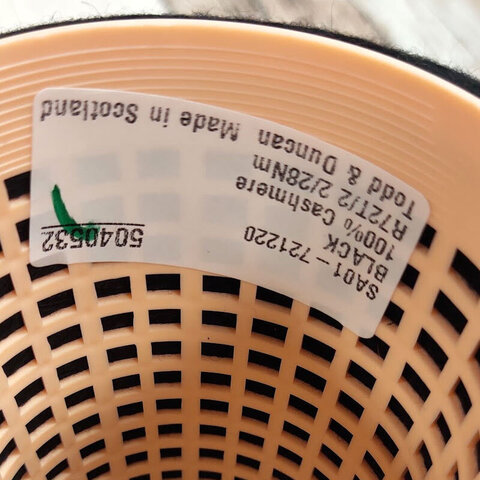 SA01-721220
BLACK
100% Cashmere
R72T/2 2/28Nm
Todd & Duncan Made in Scotland
5040532